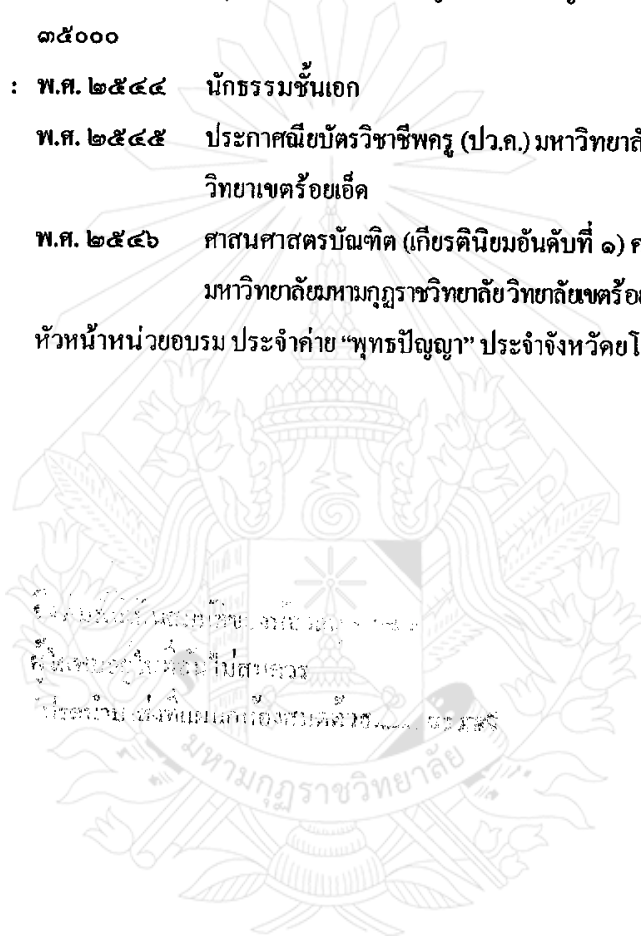 ๓๕๐๐๐
: พ.ศ. ๒๕๔๔ นักธรรมชั้นเอก
พ.ศ. ๒๕๔๕ ประกาศณียบัตรวิชาชีพครู (ปว.ค.) มหาวิทยาลั
วิทยาเขตร้อยเอ็ด
พ.ศ. ๒๕๔๖ ศาสนศาสตรบัณฑิต (เกียรตินิยมอันดับที่ ๑)
มหาวิทยาลัยมหามกุฏราชวิทยาลัย วิทยาลัยเขตร้อย
หัวหน้าหน่วยอบรม ประจำค่าย “พุทธปัญญา” ประจำจังหวัดยโ
ไม่สมควร
มหามกุฏราชวิทยาลัย